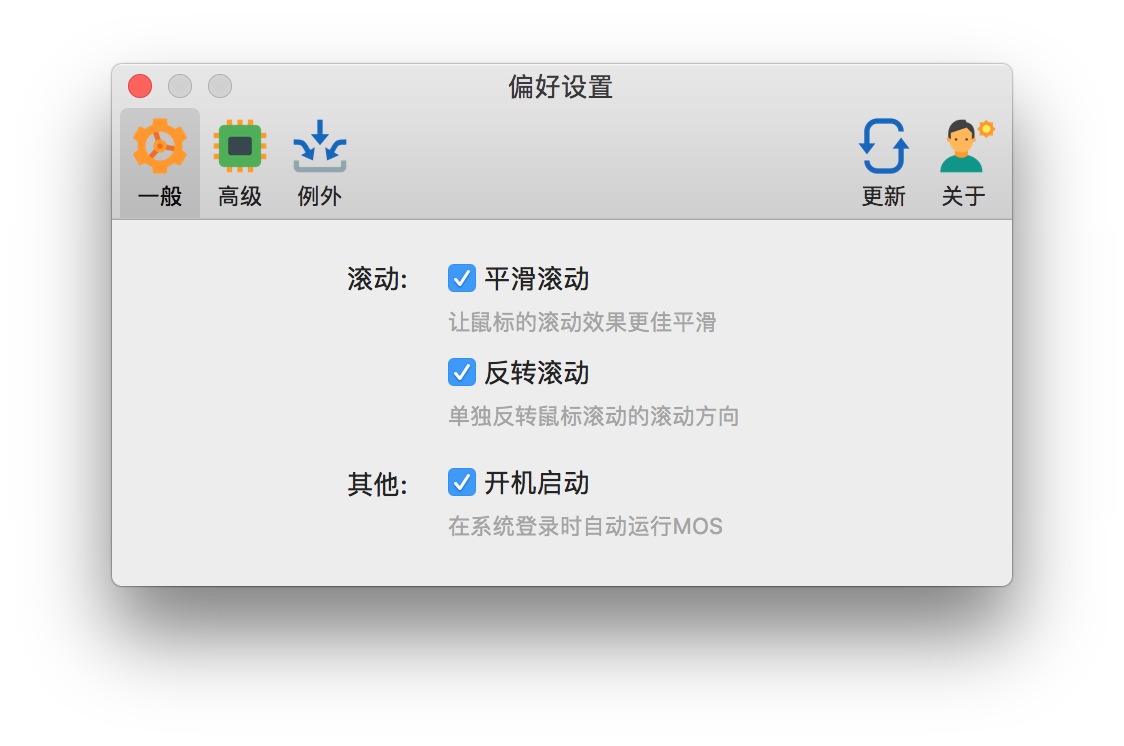 偏好设置
一般 高级 例外 更新 关于
滚动: 平滑滚动
让鼠标的滚动效果更佳平滑
反转滚动
单独反转鼠标滚动的滚动方向
其他: 开机启动
在系统登录时自动运行MOS